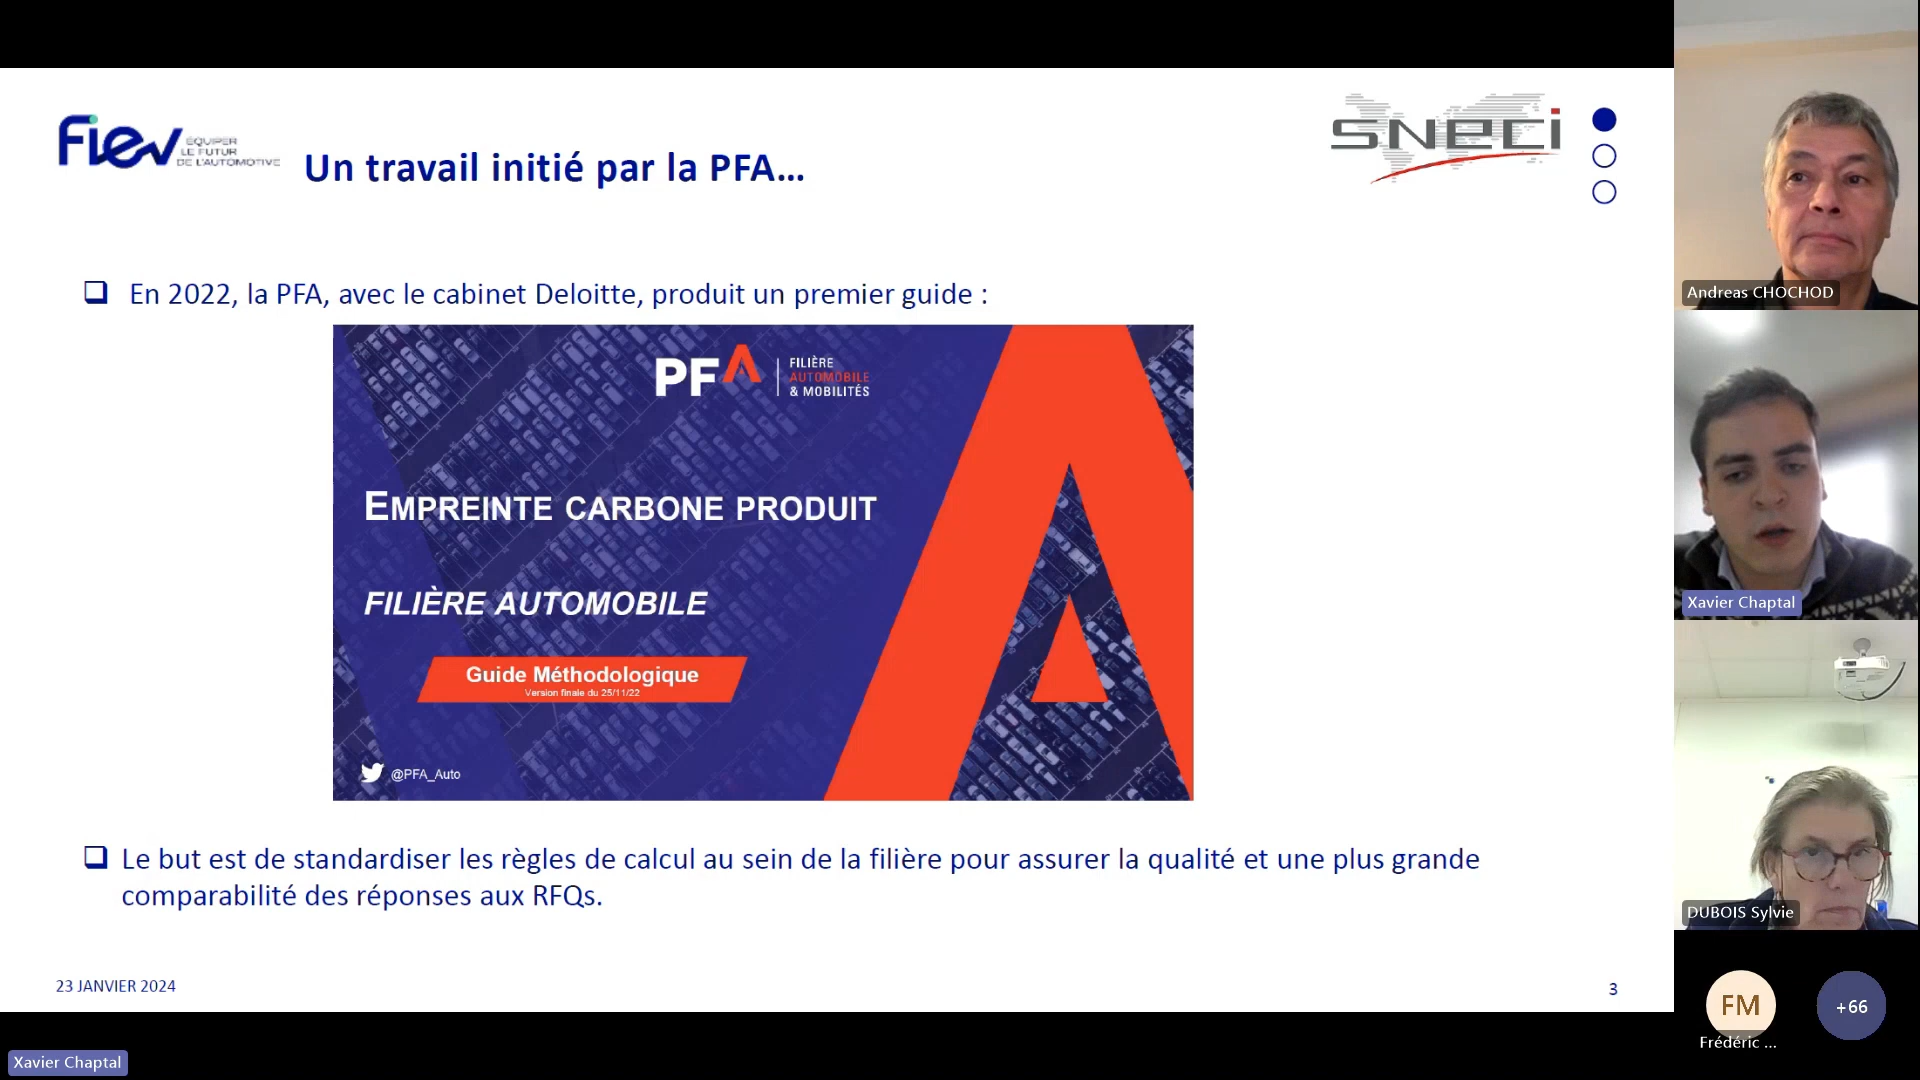 Fiev
ÉQUIPER
LE FUTUR
DE L'AUTOMOTIVE
Un travail initié par la PFA...
SNECi
En 2022, la PFA, avec le cabinet Deloitte, produit un premier guide :
PFA
FILIÈRE
AUTOMOBILE
& MOBILITÉS
EMPREINTE CARBONE PRODUIT
FILIÈRE AUTOMOBILE
Guide Méthodologique
Version finale du 25/11/22
@PFA_Auto
Le but est de standardiser les règles de calcul au sein de la filière pour assurer la qualité et une plus grande
comparabilité des réponses aux RFQs.
23 JANVIER 2024
3
Xavier Chaptal
Andreas CHOCHOD
Xavier Chaptal
DUBOIS Sylvie
FM
Frédéric ...
+66